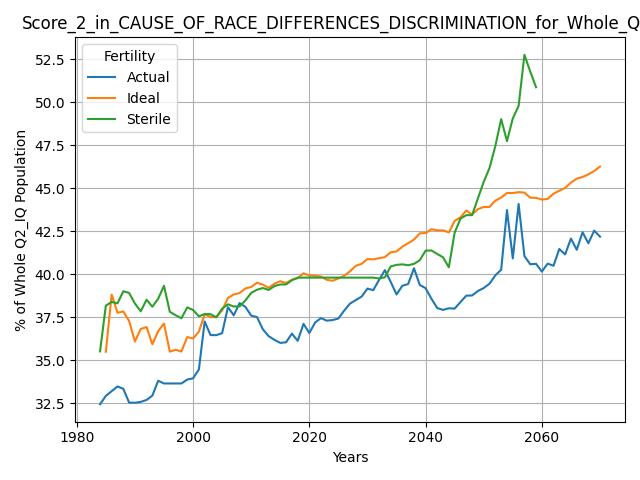 Score_2_in_CAUSE_OF_RACE_DIFFERENCES_DISCRIMINATION_for_Whole_Q
Fertility
Actual
Ideal
Sterile
% of Whole Q2_IQ Population
52.5
50.0
47.5
45.0
42.5
40.0
37.5
35.0
32.5
1980 2000 2020 2040 2060
Years